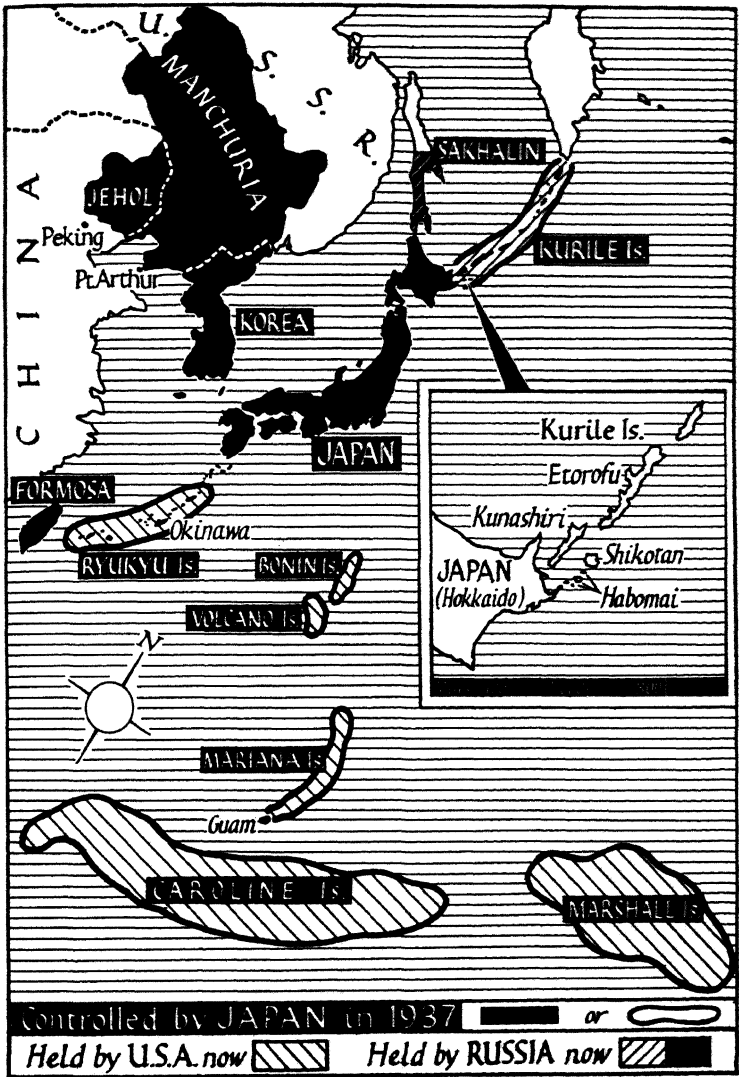 U. S. S. R.
MANCHURIA
SAKHALIN
JEHOL
CHINA
Peking
KURILE Is.
Pt. Arthur
KOREA
JAPAN
Kurile Is.
Etorofu
FORMOSA
Kunashiri
Okinawa
Shikotan
RYUKYU Is.
BONIN Is.
JAPAN
(Hokkaido)
Habomai
VOLCANO Is.
N
MARIANA Is.
Guam
CAROLINE Is.
MARSHALL Is.
Controlled by JAPAN in 1937 or
Held by U.S.A. now Held by RUSSIA now